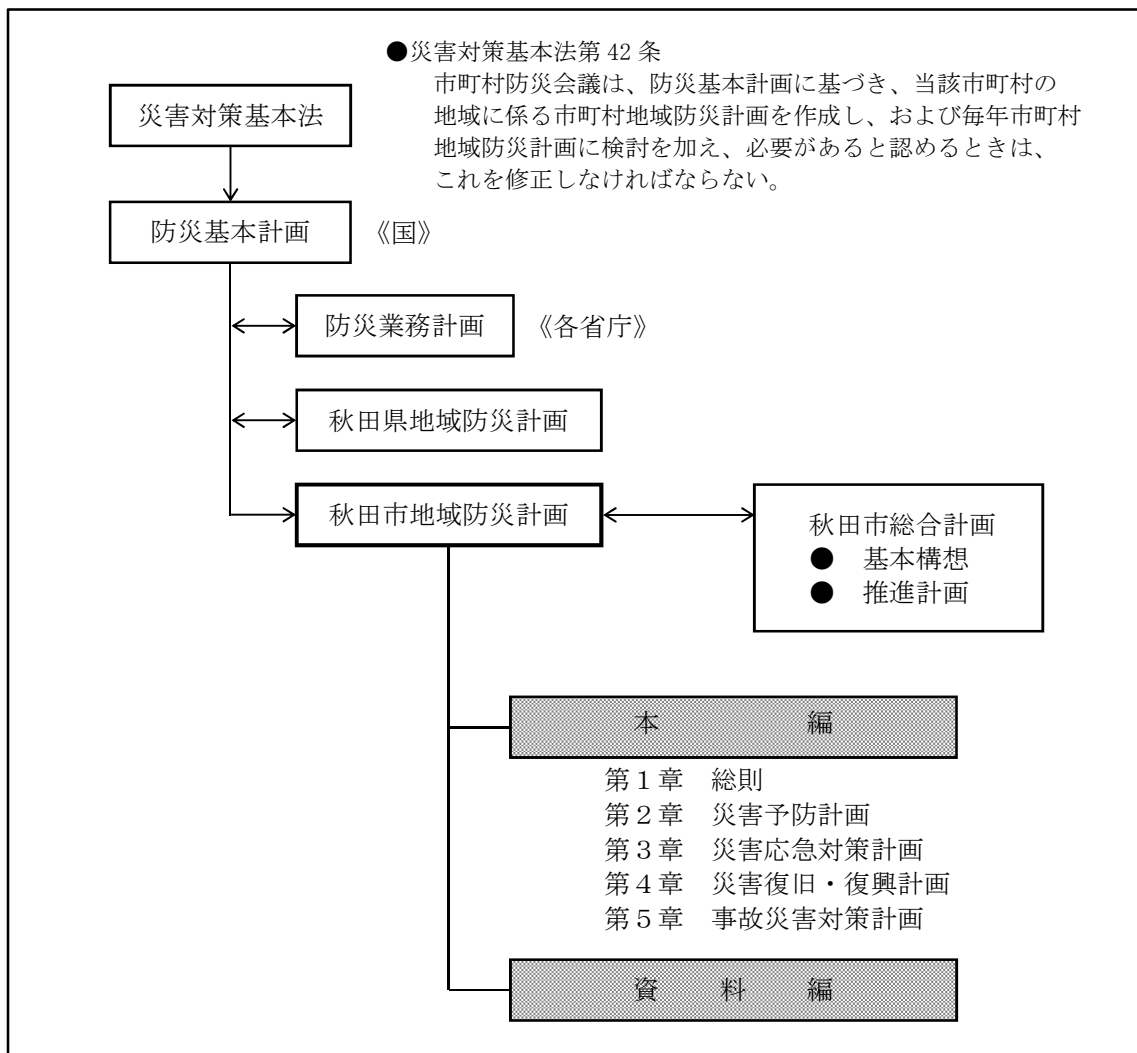 ●災害対策基本法第 42 条
市町村防災会議は、防災基本計画に基づき、当該市町村の
地域に係る市町村地域防災計画を作成し、および毎年市町村
地域防災計画に検討を加え、必要があると認めるときは、
これを修正しなければならない。
災害対策基本法
防災基本計画 《国》
防災業務計画 《各省庁》
秋田県地域防災計画
秋田市地域防災計画
秋田市総合計画
● 基本構想
● 推進計画
本 編
第1章 総則
第2章 災害予防計画
第3章 災害応急対策計画
第4章 災害復旧・復興計画
第5章 事故災害対策計画
資 料 編